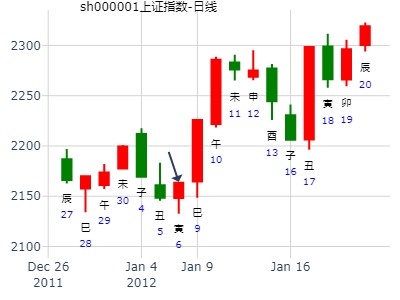 sh000001上证指数-日线
2300
2250
2200
2150
2100
辰
27
巳
28
午
29
未
30
子
4
丑
5
寅
6
巳
9
午
10
未
11
申
12
酉
13
子
16
丑
17
寅
18
卯
19
辰
20
Dec 26
2011
Jan 4
2012
Jan 9
Jan 16